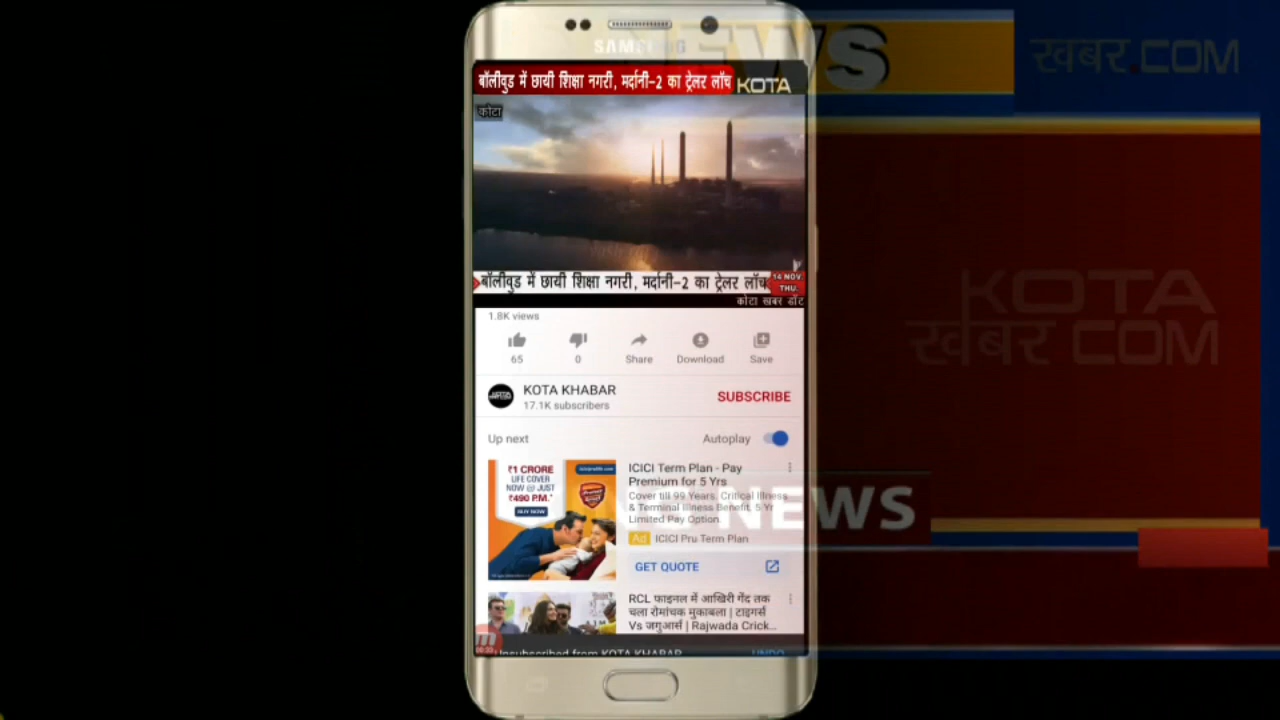 NEWS
खबर.COM
SAMSUNG
बॉलीवुड में छायी शिक्षा नगरी, मर्दानी-2 का ट्रेलर लॉच
KOTA
कोटा
बॉलीवुड में छायी शिक्षा नगरी, मर्दानी-2 का ट्रेलर लॉच
14 NOV.
THU.
कोटा खबर डॉट
KOTA
खबर COM
1.8K views
65
0
Share
Download
Save
KOTA KHABAR
17.1K subscribers
SUBSCRIBE
Up next
Autoplay
₹1 CRORE
LIFE COVER
NOW @ JUST
₹490 P.M.*
BUY NOW
ICICI Term Plan - Pay
Premium for 5 Yrs
Cover till 99 Years, Critical Illness
& Terminal Illness Benefit, 5 Yr
Limited Pay Option.
Ad ICICI Pru Term Plan
NEWS
GET QUOTE
RCL फाइनल में आखिरी गेंद तक
चला रोमांचक मुकाबला | टाइगर्स
Vs जगुआर्स | Rajwada Crick...
Unsubscribed from KOTA KHABAR
UNDO